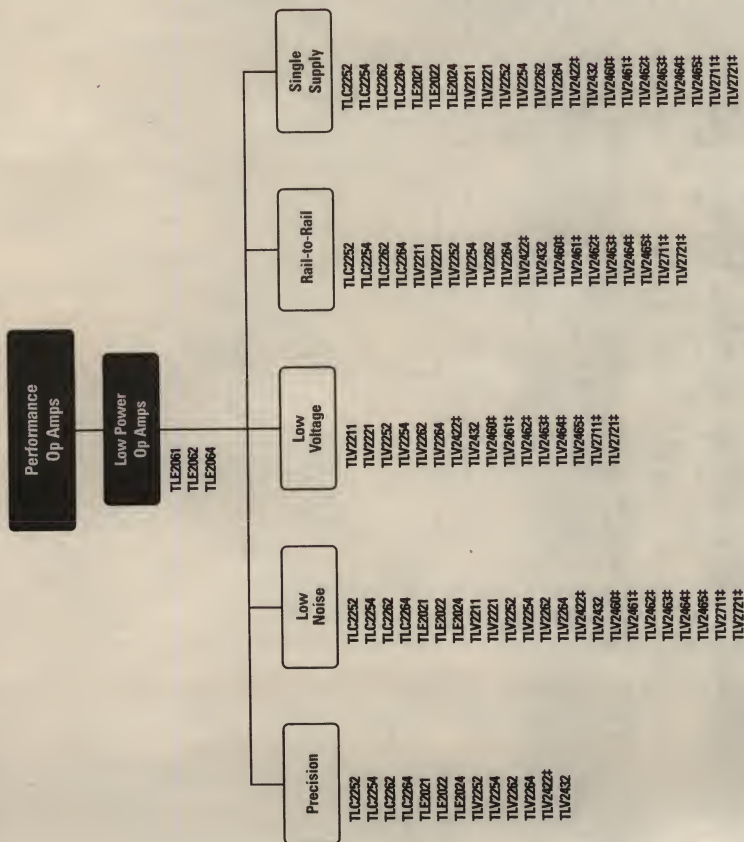 Performance
Op Amps
Low Power
Op Amps
TLE2061
TLE2062
TLE2064
Precision
TLC2252
TLC2254
TLC2262
TLC2264
TLE2021
TLE2022
TLE2024
TLV2252
TLV2254
TLV2262
TLV2264
TLV2422‡
TLV2432
Low
Noise
TLC2252
TLC2254
TLC2262
TLC2264
TLE2021
TLE2022
TLE2024
TLV2211
TLV2221
TLV2252
TLV2254
TLV2262
TLV2264
TLV2422‡
TLV2432
TLV2460‡
TLV2461‡
TLV2462‡
TLV2463‡
TLV2464‡
TLV2465‡
TLV2711‡
TLV2721‡
Low
Voltage
TLV2211
TLV2221
TLV2252
TLV2254
TLV2262
TLV2264
TLV2422‡
TLV2432
TLV2460‡
TLV2461‡
TLV2462‡
TLV2463‡
TLV2464‡
TLV2465‡
TLV2711‡
TLV2721‡
Rail-to-Rail
TLC2252
TLC2254
TLC2262
TLC2264
TLV2211
TLV2221
TLV2252
TLV2254
TLV2262
TLV2264
TLV2422‡
TLV2432
TLV2460‡
TLV2461‡
TLV2462‡
TLV2463‡
TLV2464‡
TLV2465‡
TLV2711‡
TLV2721‡
Single
Supply
TLC2252
TLC2254
TLC2262
TLC2264
TLE2021
TLE2022
TLE2024
TLV2211
TLV2221
TLV2252
TLV2254
TLV2262
TLV2264
TLV2422‡
TLV2432
TLV2460‡
TLV2461‡
TLV2462‡
TLV2463‡
TLV2464‡
TLV2465‡
TLV2711‡
TLV2721‡